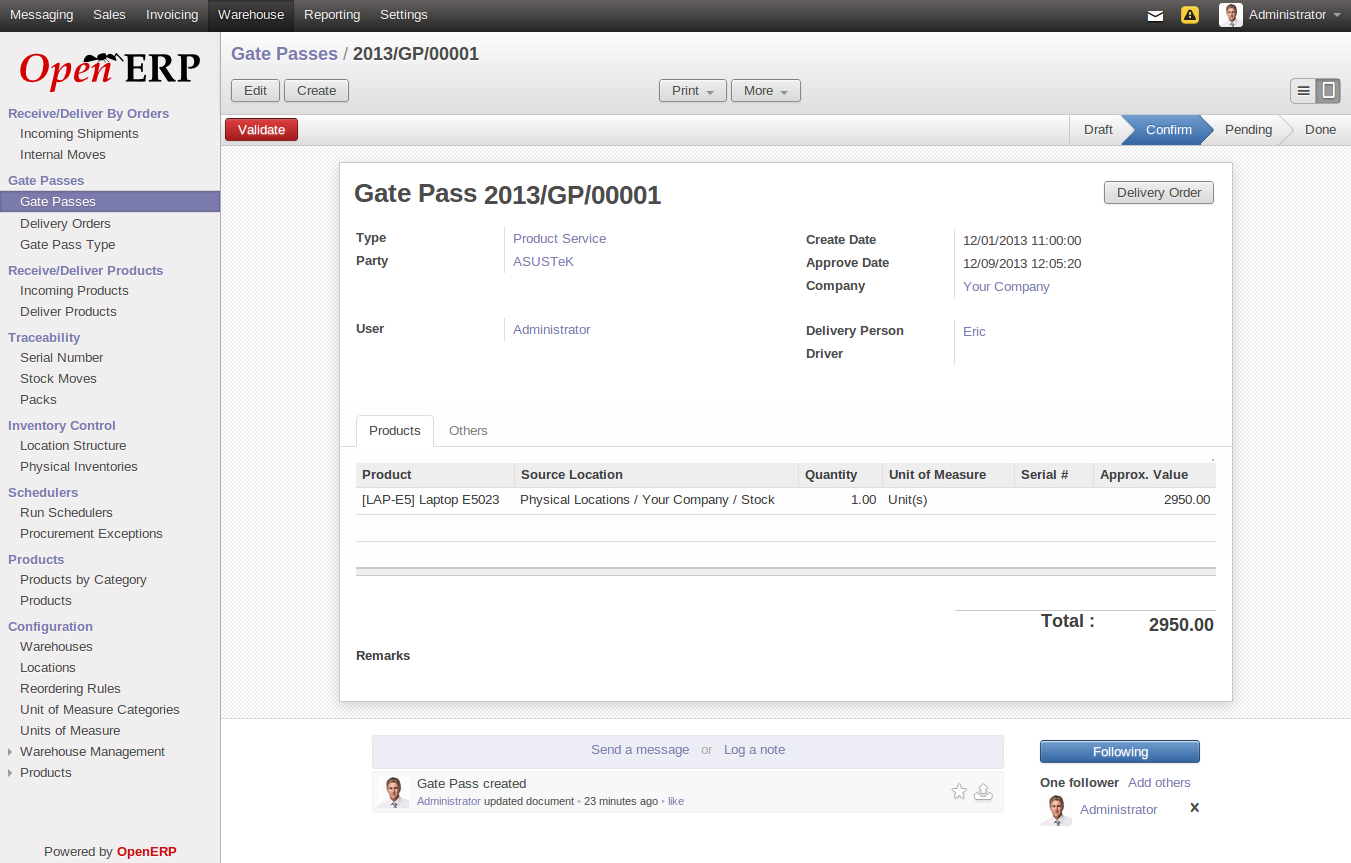 Messaging Sales Invoicing Warehouse Reporting Settings Administrator
OpenERP
Receive/Deliver By Orders
Incoming Shipments
Internal Moves
Gate Passes
Gate Passes
Delivery Orders
Gate Pass Type
Receive/Deliver Products
Incoming Products
Deliver Products
Traceability
Serial Number
Stock Moves
Packs
Inventory Control
Location Structure
Physical Inventories
Schedulers
Run Schedulers
Procurement Exceptions
Products
Products by Category
Products
Configuration
Warehouses
Locations
Reordering Rules
Unit of Measure Categories
Units of Measure
Warehouse Management
Products
Powered by OpenERP
Gate Passes / 2013/GP/00001
Edit Create Print More
Validate Draft Confirm Pending Done
Gate Pass 2013/GP/00001 Delivery Order
Type Product Service
Party ASUSTeK
Create Date 12/01/2013 11:00:00
Approve Date 12/09/2013 12:05:20
Company Your Company
User Administrator
Delivery Person Eric
Driver
Products Others
Product Source Location Quantity Unit of Measure Serial # Approx. Value
[LAP-E5] Laptop E5023 Physical Locations / Your Company / Stock 1.00 Unit(s) 2950.00
Total : 2950.00
Remarks
Send a message or Log a note
Gate Pass created
Administrator updated document • 23 minutes ago • like
Following
One follower Add others
Administrator x